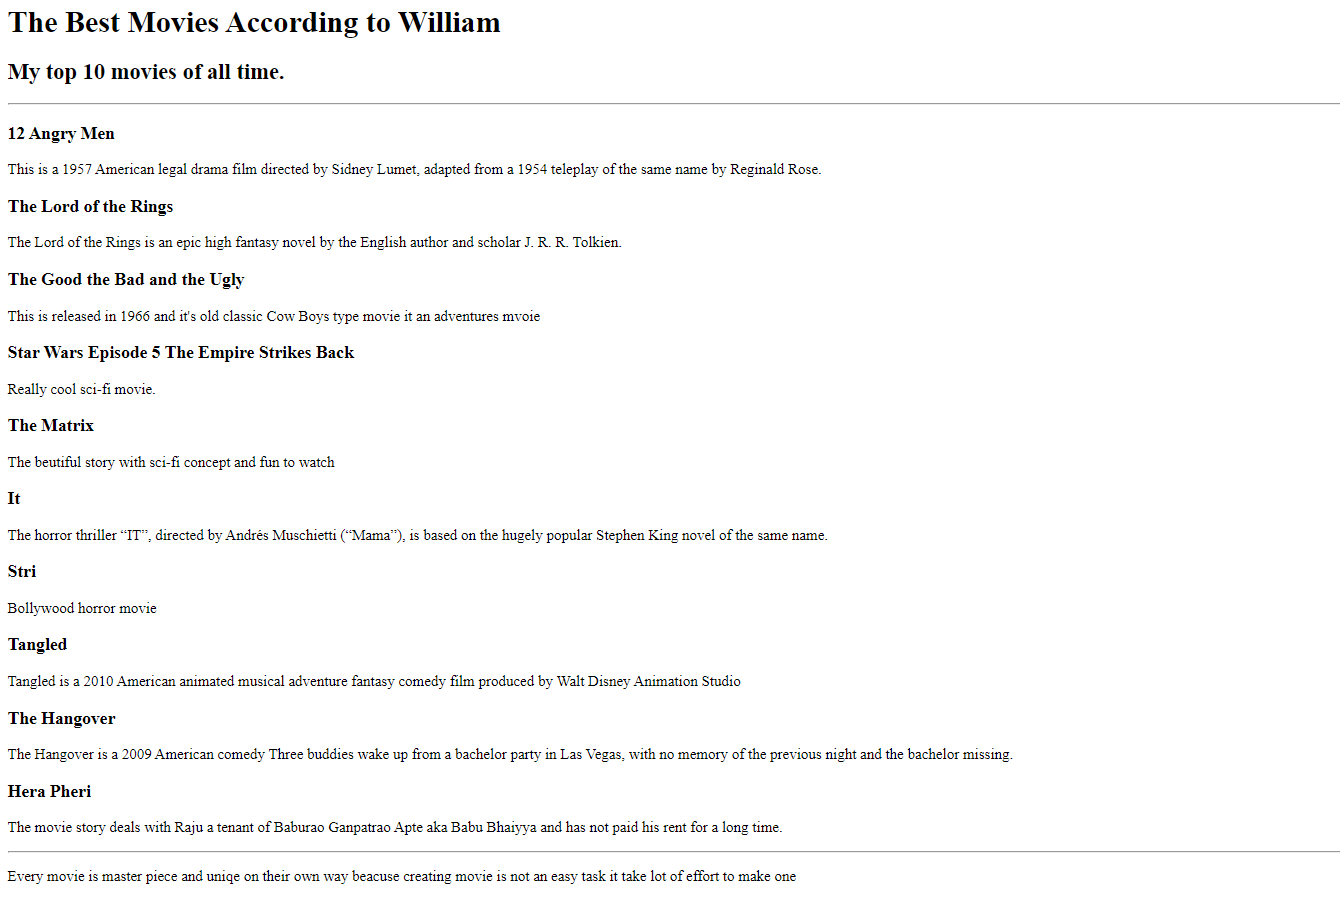 The Best Movies According to William
My top 10 movies of all time.
12 Angry Men
This is a 1957 American legal drama film directed by Sidney Lumet, adapted from a 1954 teleplay of the same name by Reginald Rose.
The Lord of the Rings
The Lord of the Rings is an epic high fantasy novel by the English author and scholar J. R. R. Tolkien.
The Good the Bad and the Ugly
This is released in 1966 and it's old classic Cow Boys type movie it an adventures mvoie
Star Wars Episode 5 The Empire Strikes Back
Really cool sci-fi movie.
The Matrix
The beutiful story with sci-fi concept and fun to watch
It
The horror thriller “IT”, directed by Andrés Muschietti (“Mama”), is based on the hugely popular Stephen King novel of the same name.
Stri
Bollywood horror movie
Tangled
Tangled is a 2010 American animated musical adventure fantasy comedy film produced by Walt Disney Animation Studio
The Hangover
The Hangover is a 2009 American comedy Three buddies wake up from a bachelor party in Las Vegas, with no memory of the previous night and the bachelor missing.
Hera Pheri
The movie story deals with Raju a tenant of Baburao Ganpatrao Apte aka Babu Bhaiyya and has not paid his rent for a long time.
Every movie is master piece and uniqe on their own way beacuse creating movie is not an easy task it take lot of effort to make one